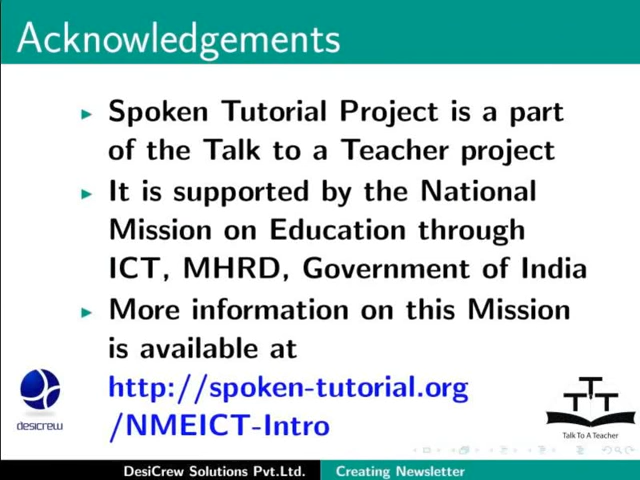 Acknowledgements
Spoken Tutorial Project is a part
of the Talk to a Teacher project
It is supported by the National
Mission on Education through
ICT, MHRD, Government of India
More information on this Mission
is available at
http://spoken-tutorial.org
/NMEICT-Intro
desicrew
TTT
Talk To A Teacher
DesiCrew Solutions Pvt.Ltd. Creating Newsletter